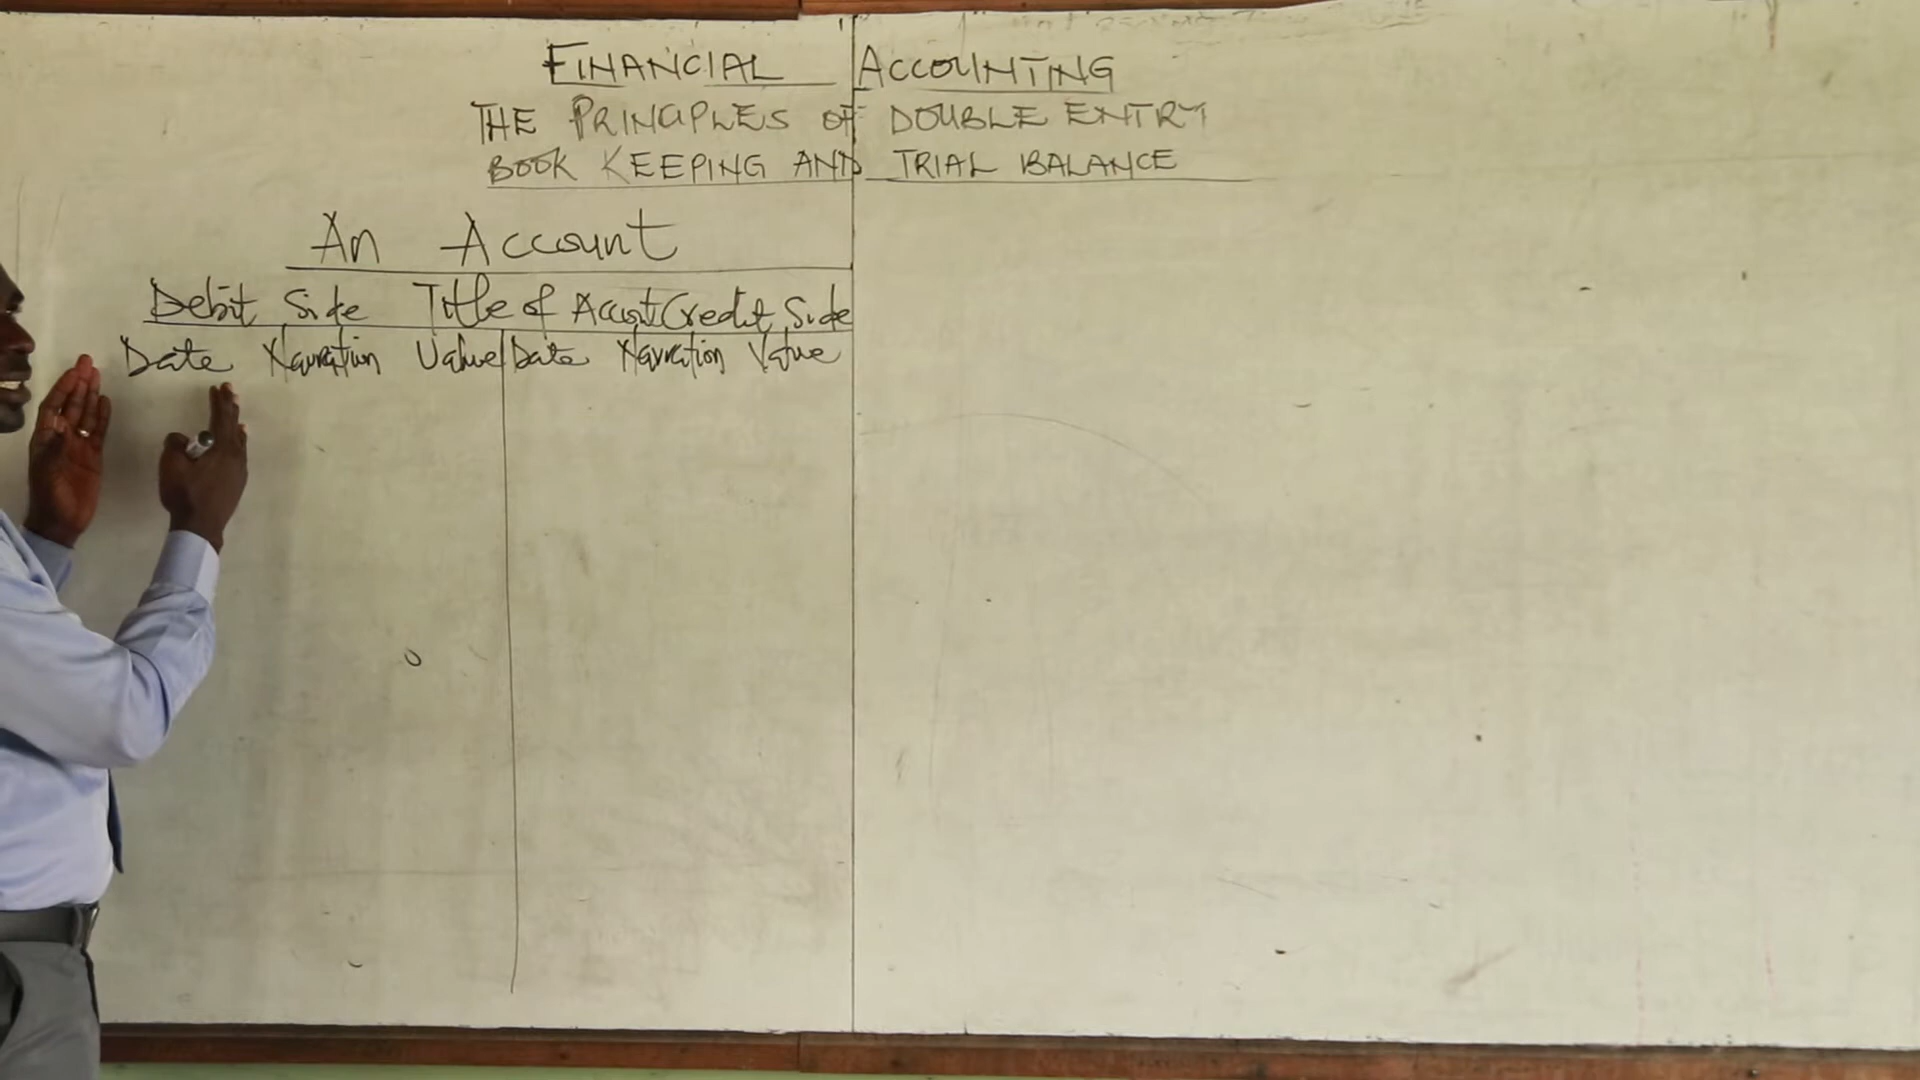 FINANCIAL ACCOUNTING
THE PRINCIPLES OF DOUBLE ENTRY
BOOK KEEPING AND TRIAL BALANCE
An Account
Debit Side Title of Account Credit Side
Date Narration Value Date Narration Value